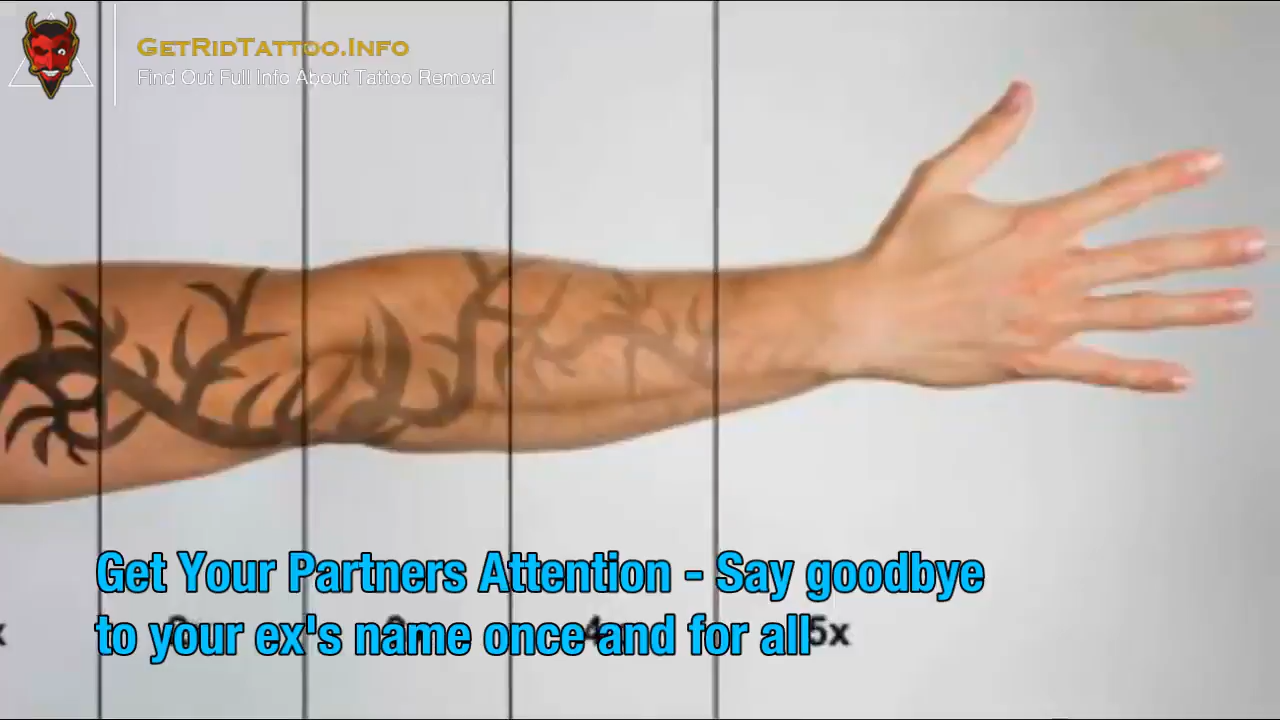 GetRidTattoo.Info
Find Out Full Info About Tattoo Removal
Get Your Partners Attention - Say goodbye
to your ex's name once and for all
5x